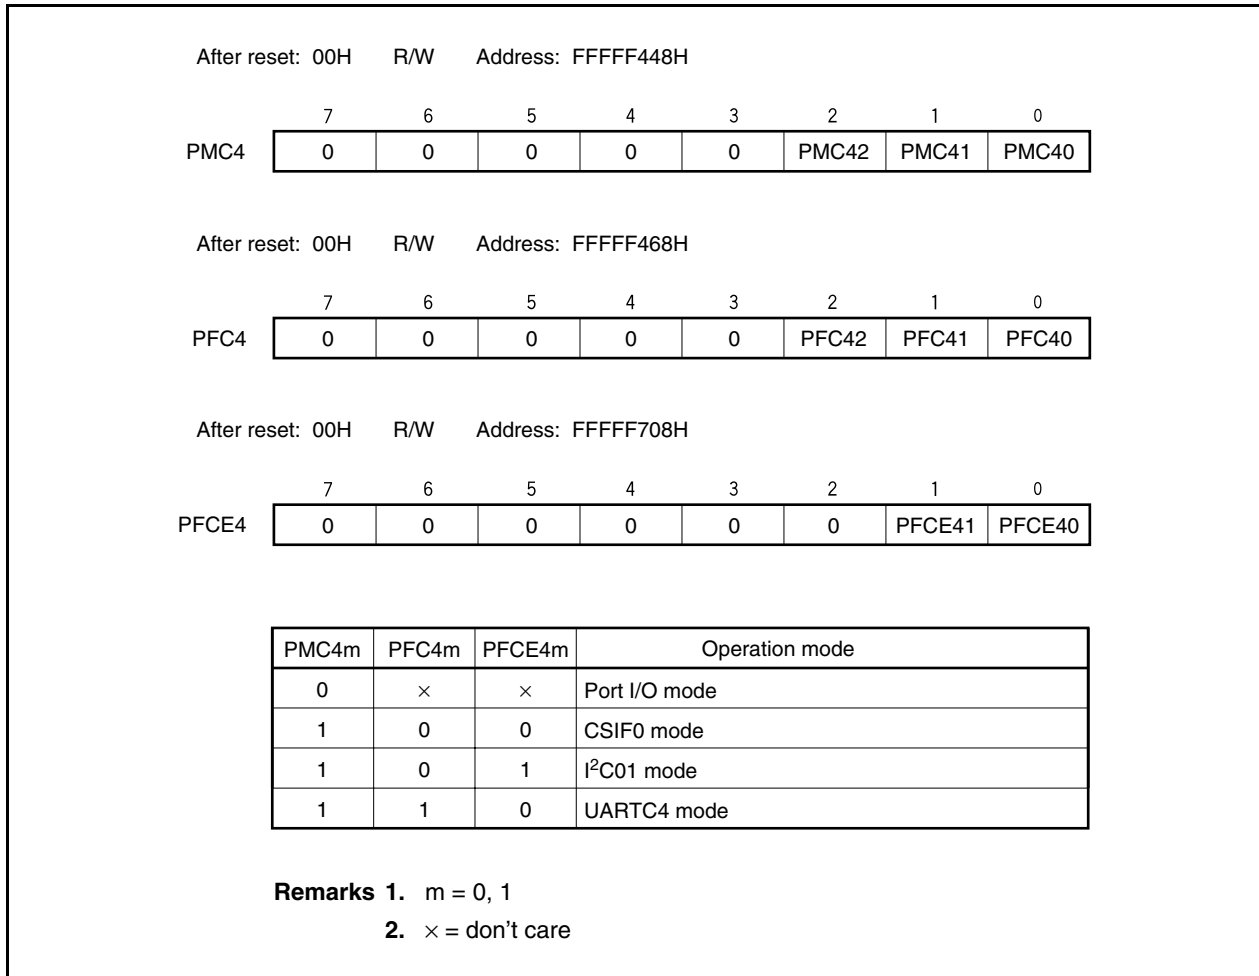 After reset: 00H R/W Address: FFFFF448H
7 6 5 4 3 2 1 0
PMC4 0 0 0 0 0 PMC42 PMC41 PMC40
After reset: 00H R/W Address: FFFFF468H
7 6 5 4 3 2 1 0
PFC4 0 0 0 0 0 PFC42 PFC41 PFC40
After reset: 00H R/W Address: FFFFF708H
7 6 5 4 3 2 1 0
PFCE4 0 0 0 0 0 0 PFCE41 PFCE40
PMC4m PFC4m PFCE4m Operation mode
0 × × Port I/O mode
1 0 0 CSIF0 mode
1 0 1 I²C01 mode
1 1 0 UARTC4 mode
Remarks 1. m = 0, 1
2. × = don't care